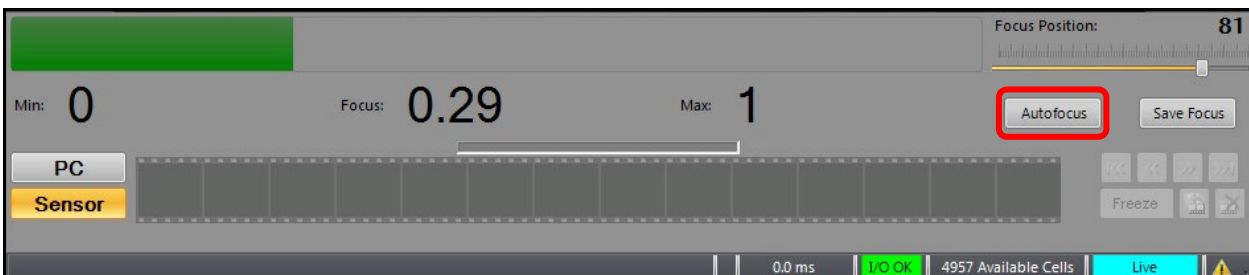 Focus Position: 81
Min: 0 Focus: 0.29 Max: 1
Autofocus Save Focus
PC
Sensor
Freeze
0.0 ms I/O OK 4957 Available Cells Live